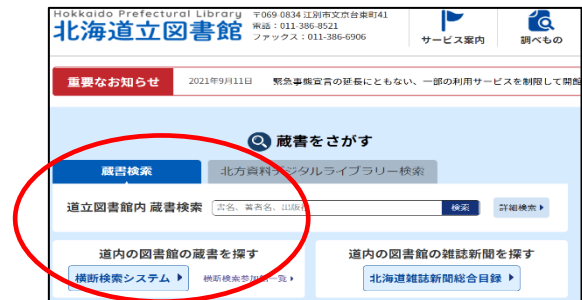 Hokkaido Prefectural Library
北海道立図書館
〒069-0834 江別市文京台東町41
電話：011-386-8521
ファックス：011-386-6906
サービス案内
調べもの
重要なお知らせ
2021年9月11日 緊急事態宣言の延長にともない、一部の利用サービスを制限して開館
蔵書をさがす
蔵書検索
北方資料デジタルライブラリー検索
道立図書館内 蔵書検索
書名、著者名、出版社
検索
詳細検索
道内の図書館の蔵書を探す
道内の図書館の雑誌新聞を探す
横断検索システム
横断検索参加館一覧
北海道雑誌新聞総合目録